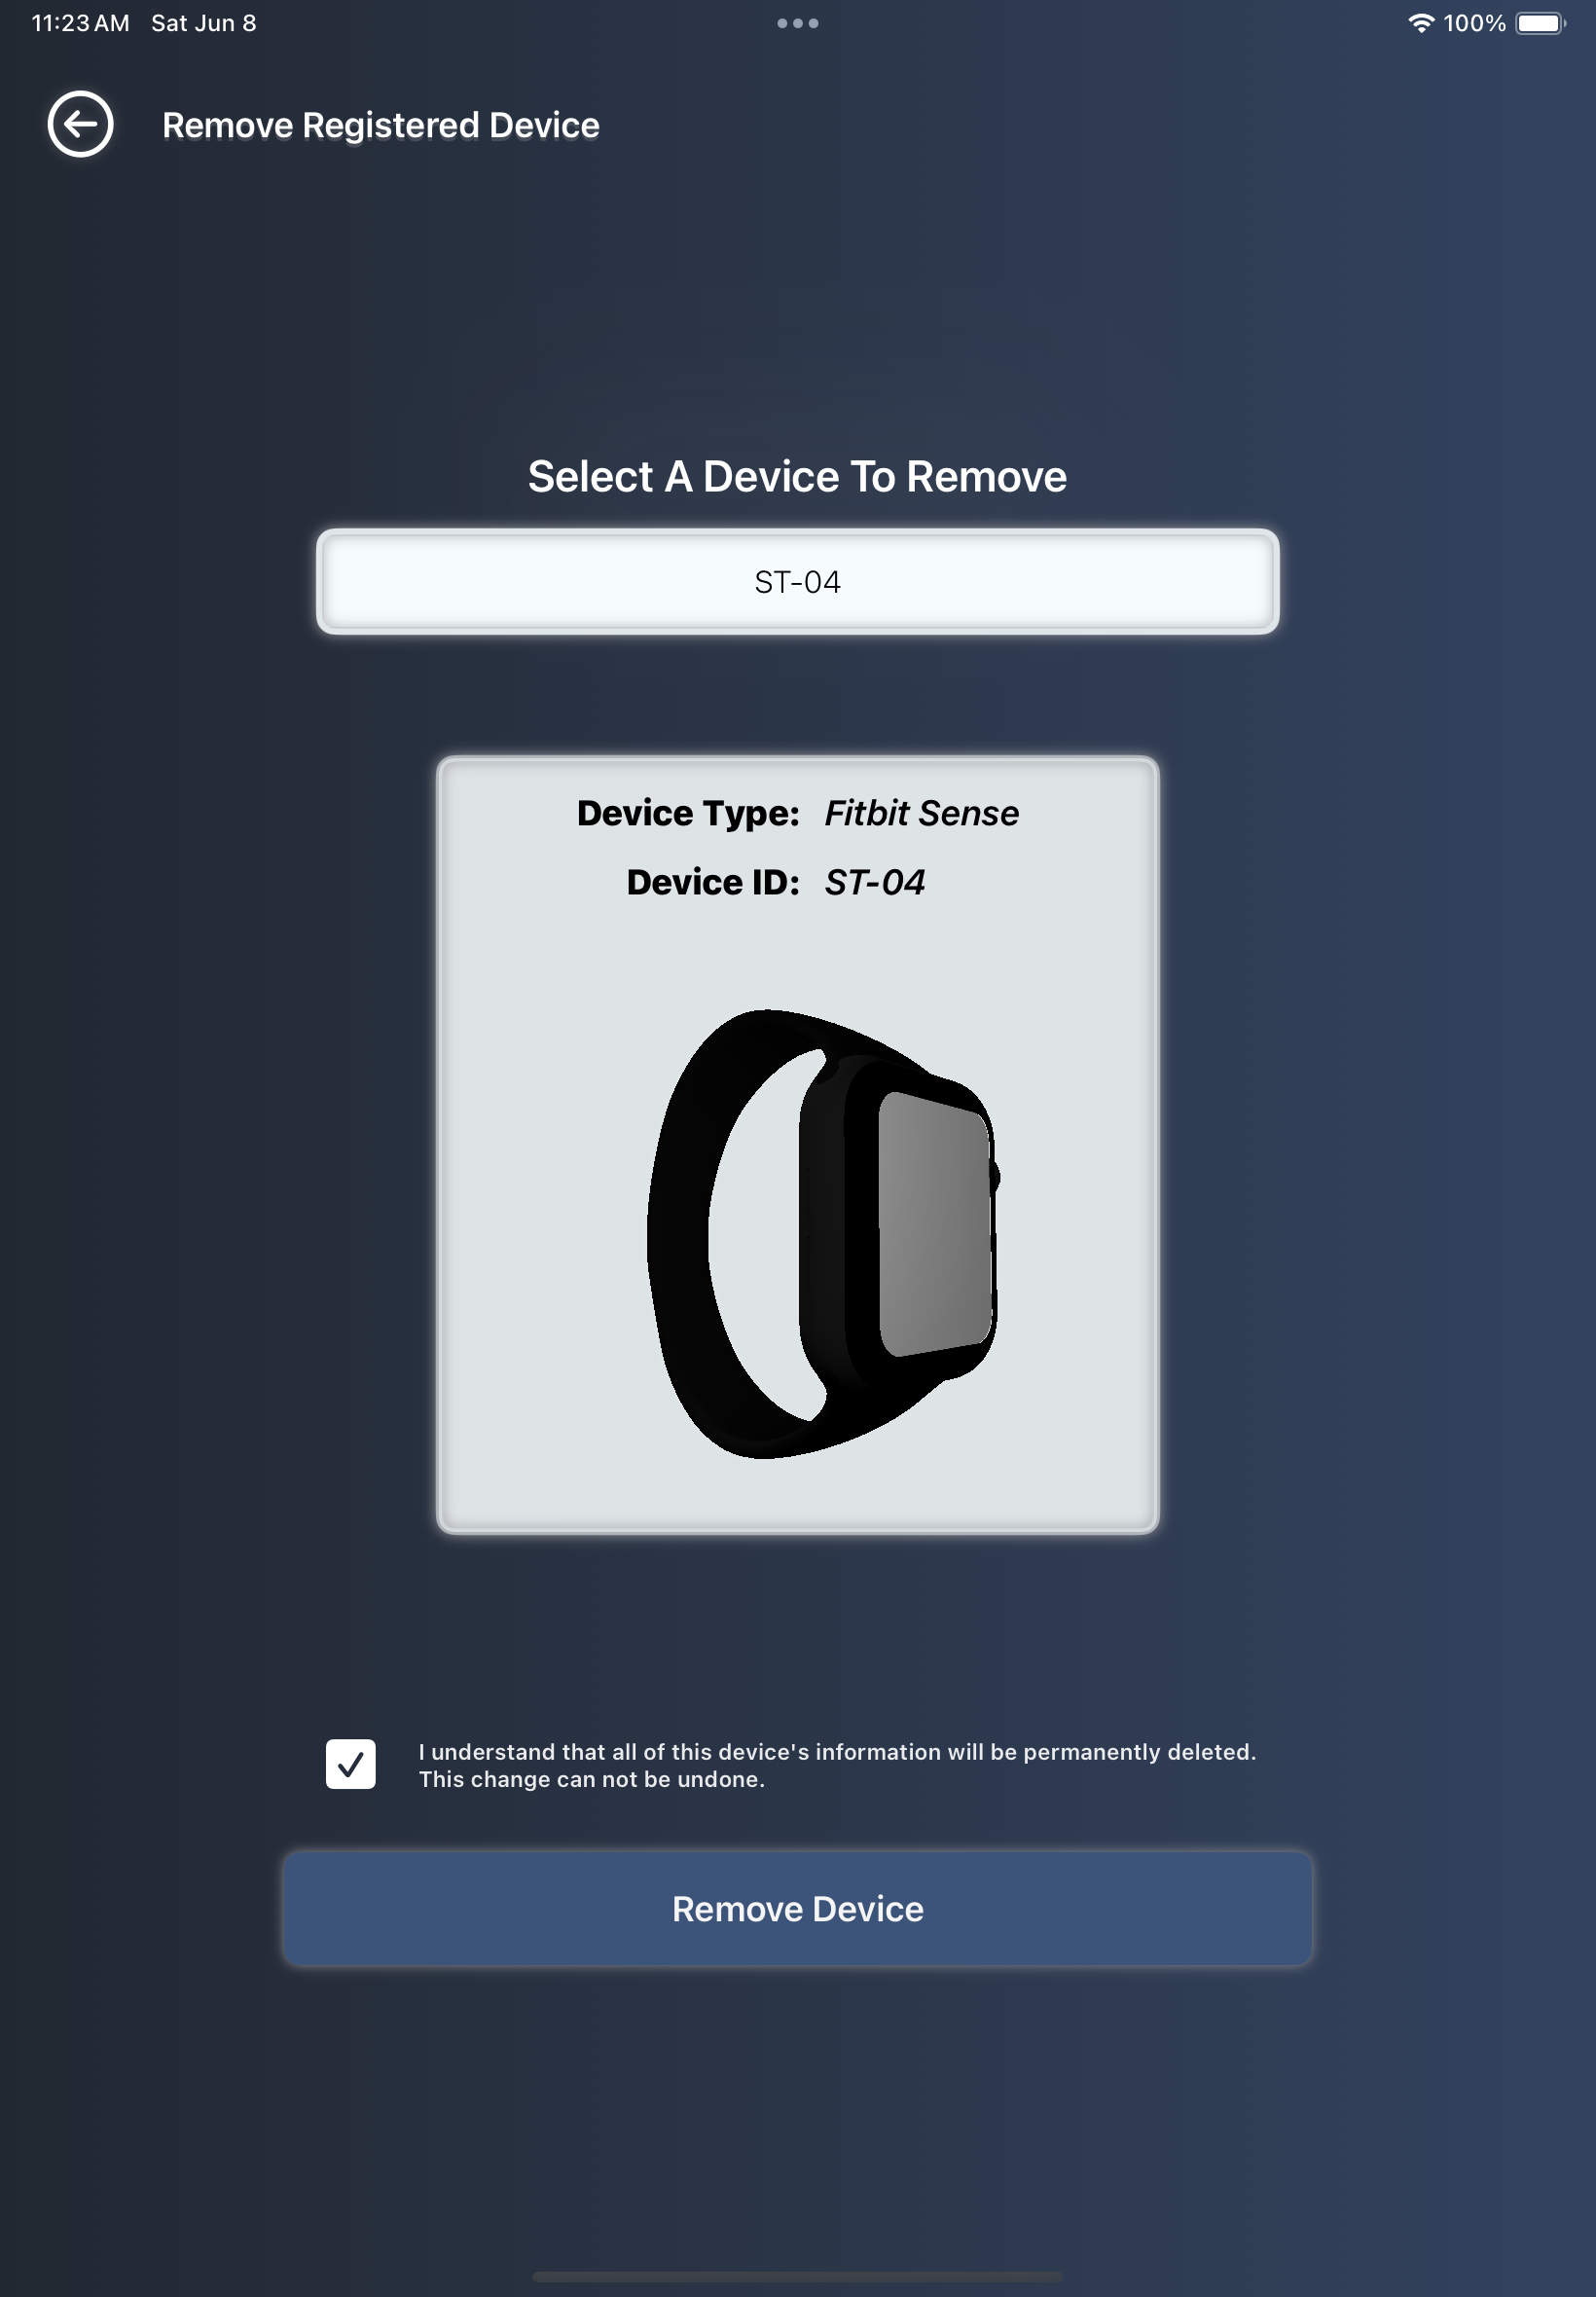 11:23 AM Sat Jun 8
100%
Remove Registered Device
Select A Device To Remove
ST-04
Device Type: Fitbit Sense
Device ID: ST-04
I understand that all of this device's information will be permanently deleted.
This change can not be undone.
Remove Device